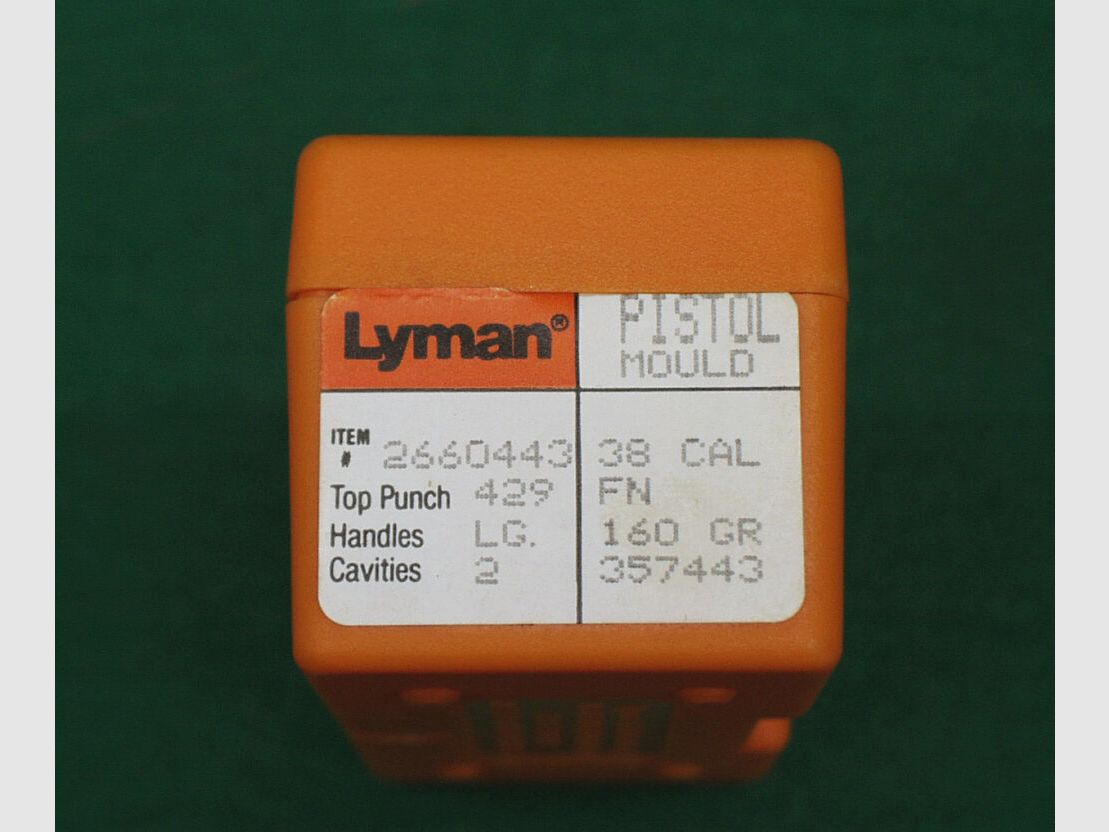 Lyman®
PISTOL
MOULD
ITEM # 2660443
Top Punch 429
Handles LG.
Cavities 2
38 CAL
FN
160 GR
357443